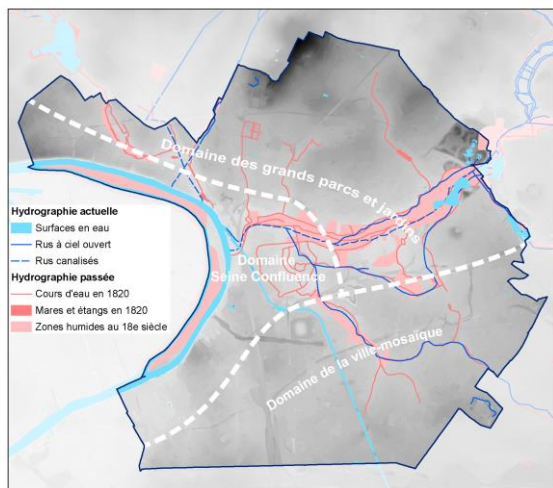 Domaine des grands parcs et jardins
Hydrographie actuelle
Surfaces en eau
Rus à ciel ouvert
Rus canalisés
Hydrographie passée
Cours d'eau en 1820
Mares et étangs en 1820
Zones humides au 18e siècle
Domaine
Seine Confluence
Domaine de la ville-mosaïque